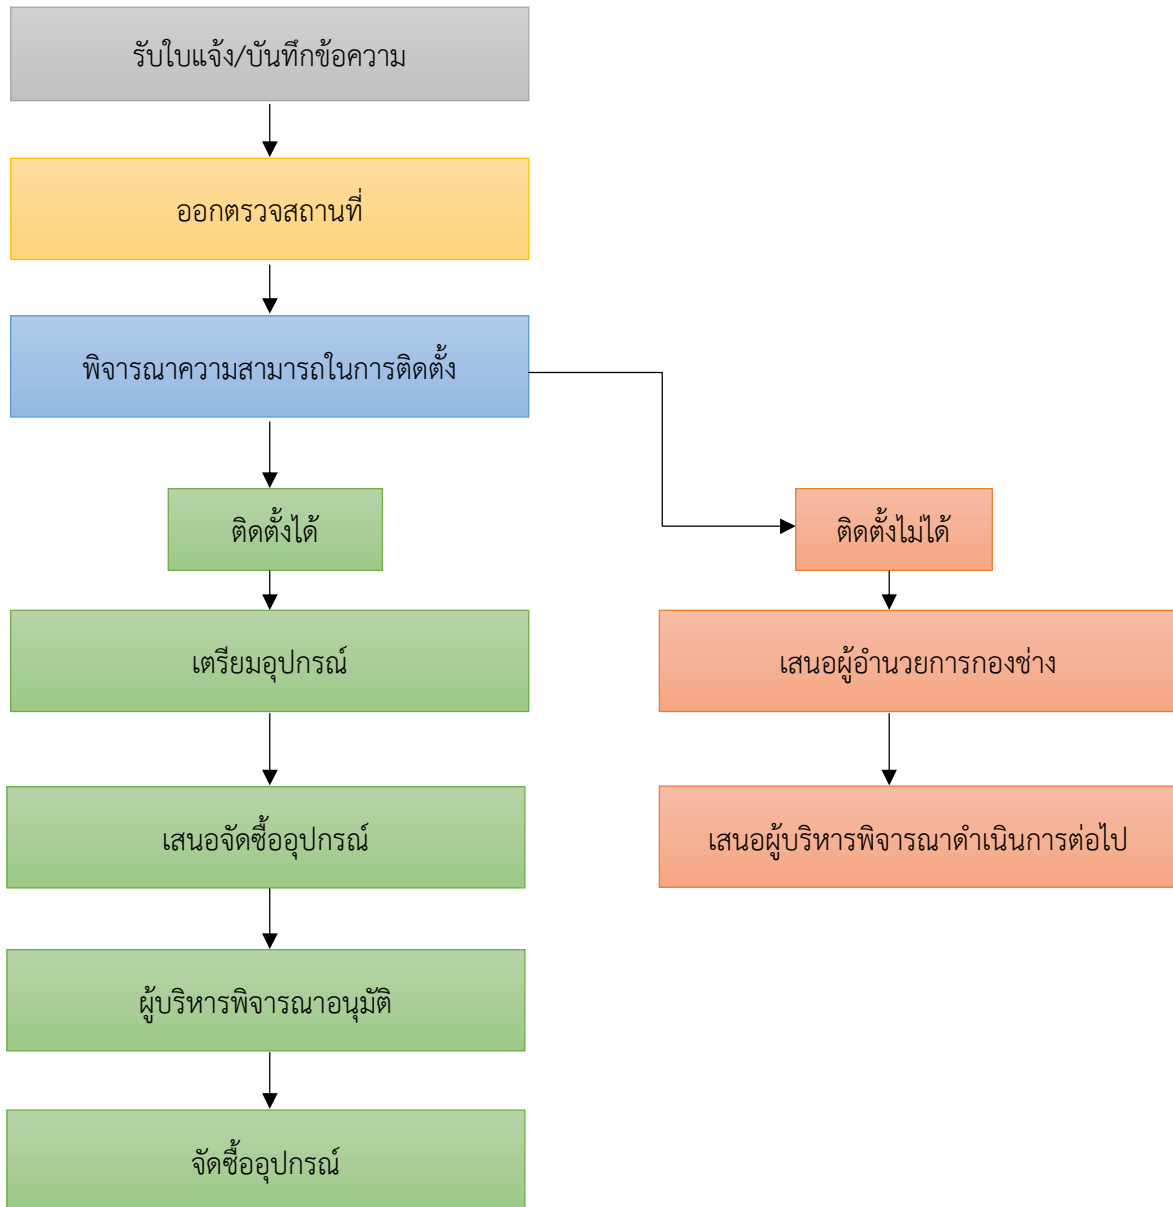 รับใบแจ้ง/บันทึกข้อความ
ออกตรวจสถานที่
พิจารณาความสามารถในการติดตั้ง
ติดตั้งได้
ติดตั้งไม่ได้
เตรียมอุปกรณ์
เสนอผู้อำนวยการกองช่าง
เสนอจัดซื้ออุปกรณ์
เสนอผู้บริหารพิจารณาดำเนินการต่อไป
ผู้บริหารพิจารณาอนุมัติ
จัดซื้ออุปกรณ์